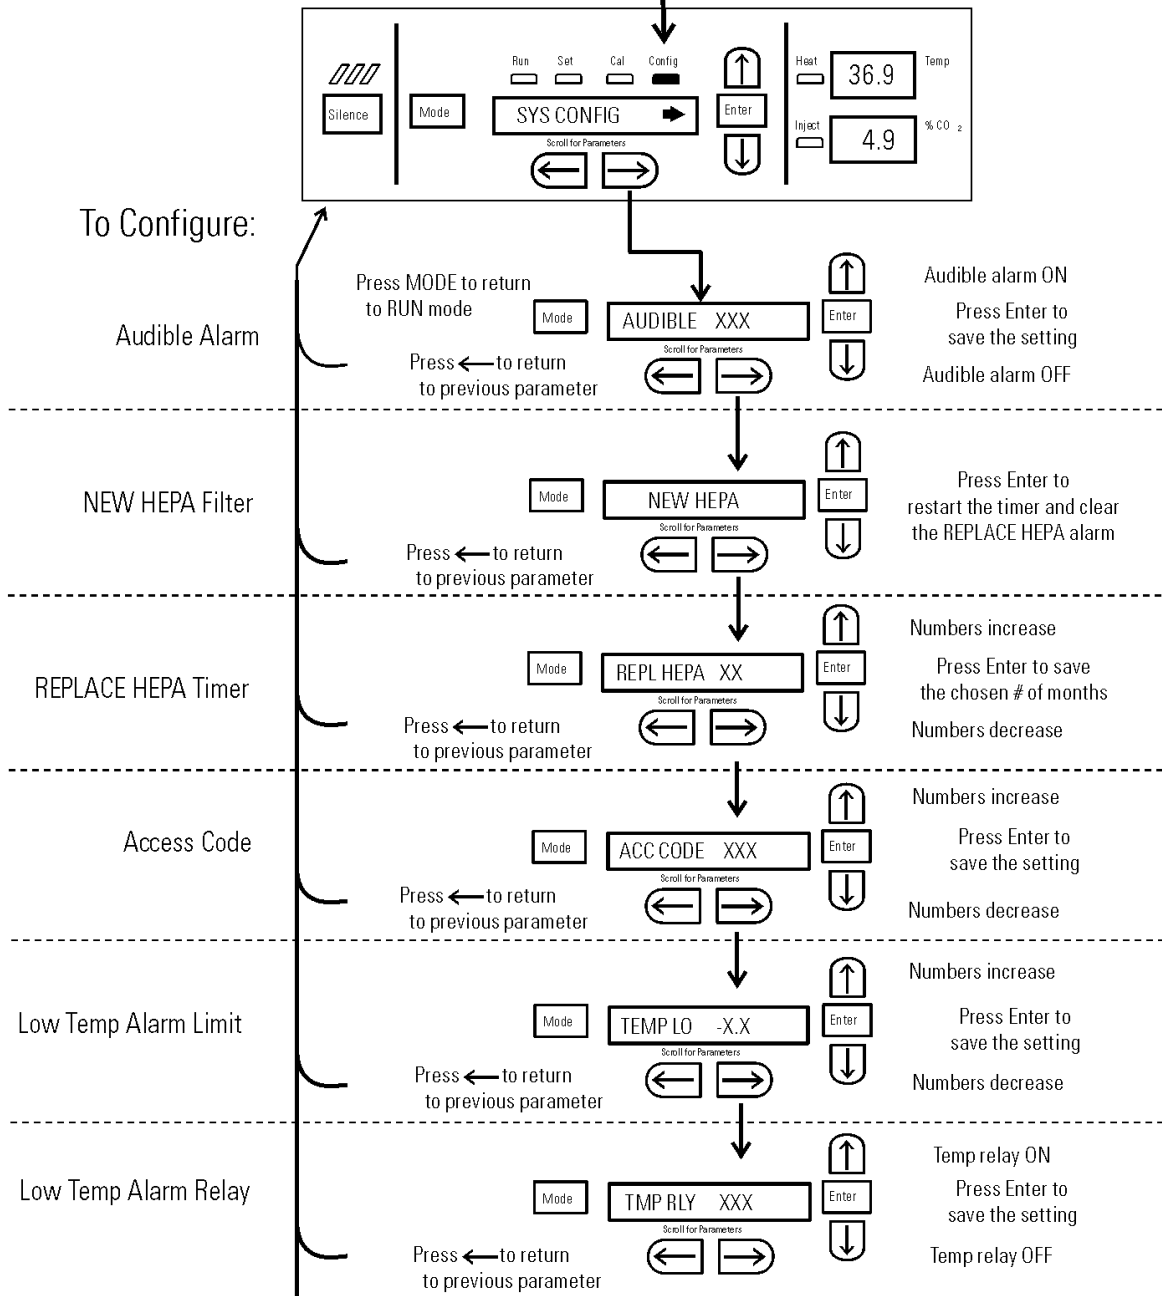 Run Set Cal Config
Heat Temp
36.9
Silence
Mode
SYS CONFIG
Enter
Inject % CO 2
4.9
Scroll for Parameters
To Configure:
Audible Alarm
Press MODE to return
to RUN mode
Mode
AUDIBLE XXX
Enter
Audible alarm ON
Press Enter to
save the setting
Audible alarm OFF
Scroll for Parameters
Press ← to return
to previous parameter
NEW HEPA Filter
Mode
NEW HEPA
Enter
Press Enter to
restart the timer and clear
the REPLACE HEPA alarm
Scroll for Parameters
Press ← to return
to previous parameter
REPLACE HEPA Timer
Mode
REPL HEPA XX
Enter
Numbers increase
Press Enter to save
the chosen # of months
Numbers decrease
Scroll for Parameters
Press ← to return
to previous parameter
Access Code
Mode
ACC CODE XXX
Enter
Numbers increase
Press Enter to
save the setting
Numbers decrease
Scroll for Parameters
Press ← to return
to previous parameter
Low Temp Alarm Limit
Mode
TEMP LO -X.X
Enter
Numbers increase
Press Enter to
save the setting
Numbers decrease
Scroll for Parameters
Press ← to return
to previous parameter
Low Temp Alarm Relay
Mode
TMP RLY XXX
Enter
Temp relay ON
Press Enter to
save the setting
Temp relay OFF
Scroll for Parameters
Press ← to return
to previous parameter